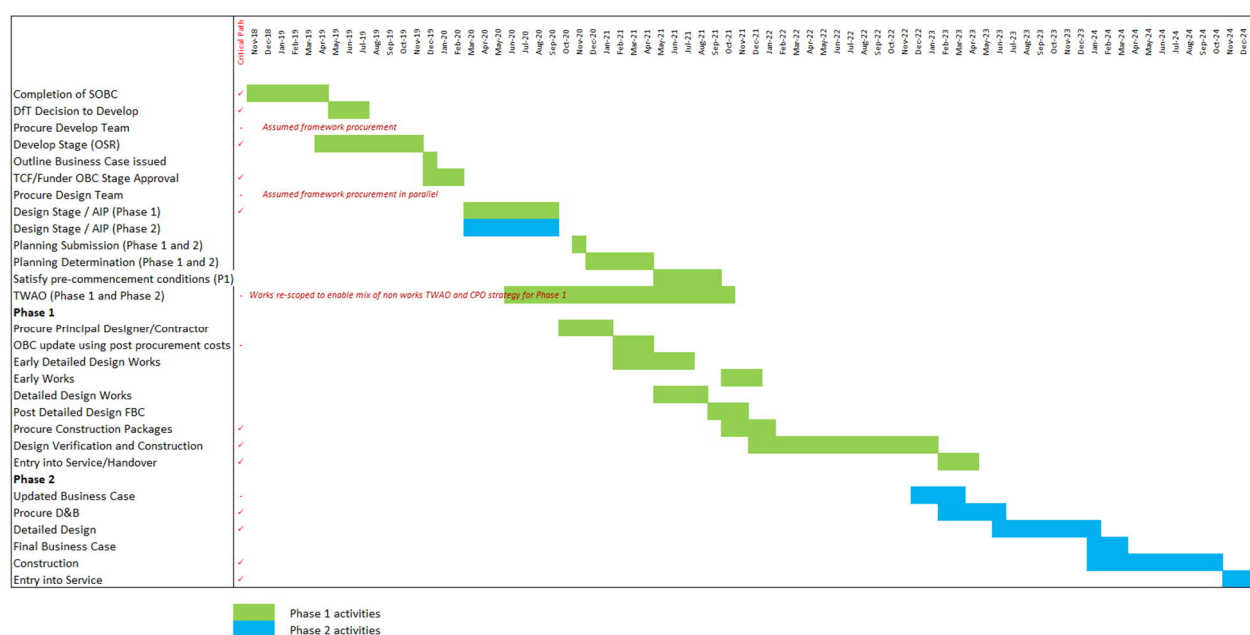 Critical Path Nov-18 Dec-18 Jan-19 Feb-19 Mar-19 Apr-19 May-19 Jun-19 Jul-19 Aug-19 Sep-19 Oct-19 Nov-19 Dec-19 Jan-20 Feb-20 Mar-20 Apr-20 May-20 Jun-20 Jul-20 Aug-20 Sep-20 Oct-20 Nov-20 Dec-20 Jan-21 Feb-21 Mar-21 Apr-21 May-21 Jun-21 Jul-21 Aug-21 Sep-21 Oct-21 Nov-21 Dec-21 Jan-22 Feb-22 Mar-22 Apr-22 May-22 Jun-22 Jul-22 Aug-22 Sep-22 Oct-22 Nov-22 Dec-22 Jan-23 Feb-23 Mar-23 Apr-23 May-23 Jun-23 Jul-23 Aug-23 Sep-23 Oct-23 Nov-23 Dec-23 Jan-24 Feb-24 Mar-24 Apr-24 May-24 Jun-24 Jul-24 Aug-24 Sep-24 Oct-24 Nov-24 Dec-24
Completion of SOBC ✓
DfT Decision to Develop ✓
Procure Develop Team - Assumed framework procurement
Develop Stage (OSR) ✓
Outline Business Case issued
TCF/Funder OBC Stage Approval ✓
Procure Design Team - Assumed framework procurement in parallel
Design Stage / AIP (Phase 1) ✓
Design Stage / AIP (Phase 2)
Planning Submission (Phase 1 and 2)
Planning Determination (Phase 1 and 2)
Satisfy pre-commencement conditions (P1)
TWAO (Phase 1 and Phase 2) - Works re-scoped to enable mix of non works TWAO and CPO strategy for Phase 1
Phase 1
Procure Principal Designer/Contractor
OBC update using post procurement costs -
Early Detailed Design Works
Early Works
Detailed Design Works
Post Detailed Design FBC
Procure Construction Packages ✓
Design Verification and Construction ✓
Entry into Service/Handover ✓
Phase 2
Updated Business Case -
Procure D&B ✓
Detailed Design ✓
Final Business Case
Construction ✓
Entry into Service ✓
Phase 1 activities
Phase 2 activities